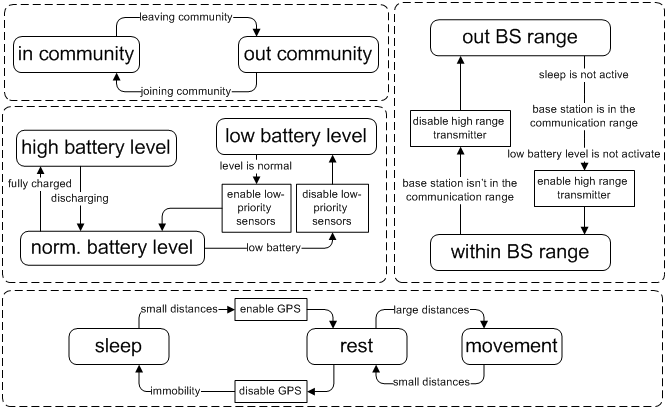 leaving community
in community
out community
joining community
high battery level
low battery level
level is normal
fully charged
discharging
enable low-
priority
sensors
disable low-
priority
sensors
norm. battery level
low battery
out BS range
sleep is not active
base station is in the
communication range
disable high range
transmitter
low battery level is not activate
base station isn't in the
communication range
enable high range
transmitter
within BS range
small distances
enable GPS
large distances
sleep
rest
movement
immobility
disable GPS
small distances